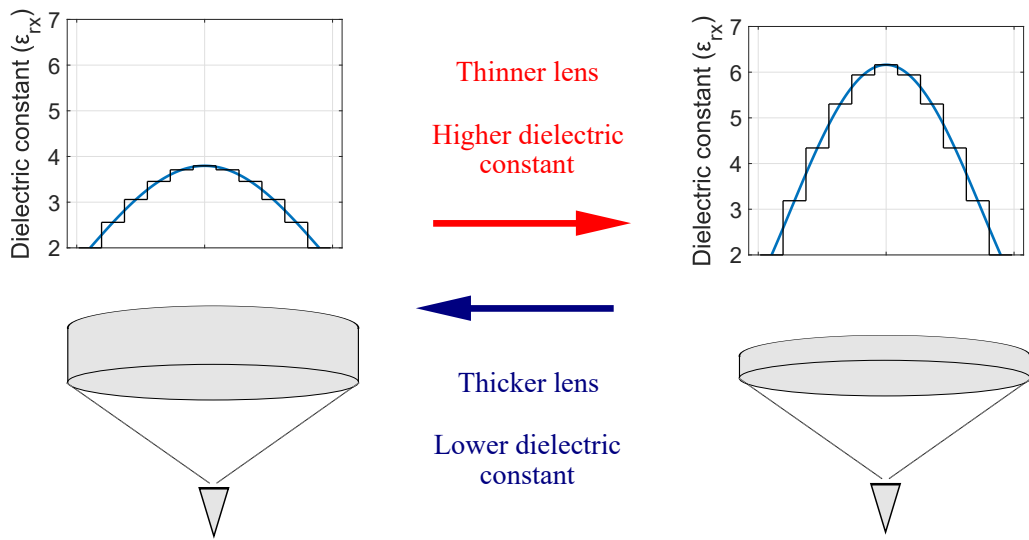 Dielectric constant (εrx)
7
6
5
4
3
2
Thinner lens
Higher dielectric
constant
Dielectric constant (εrx)
7
6
5
4
3
2
Thicker lens
Lower dielectric
constant